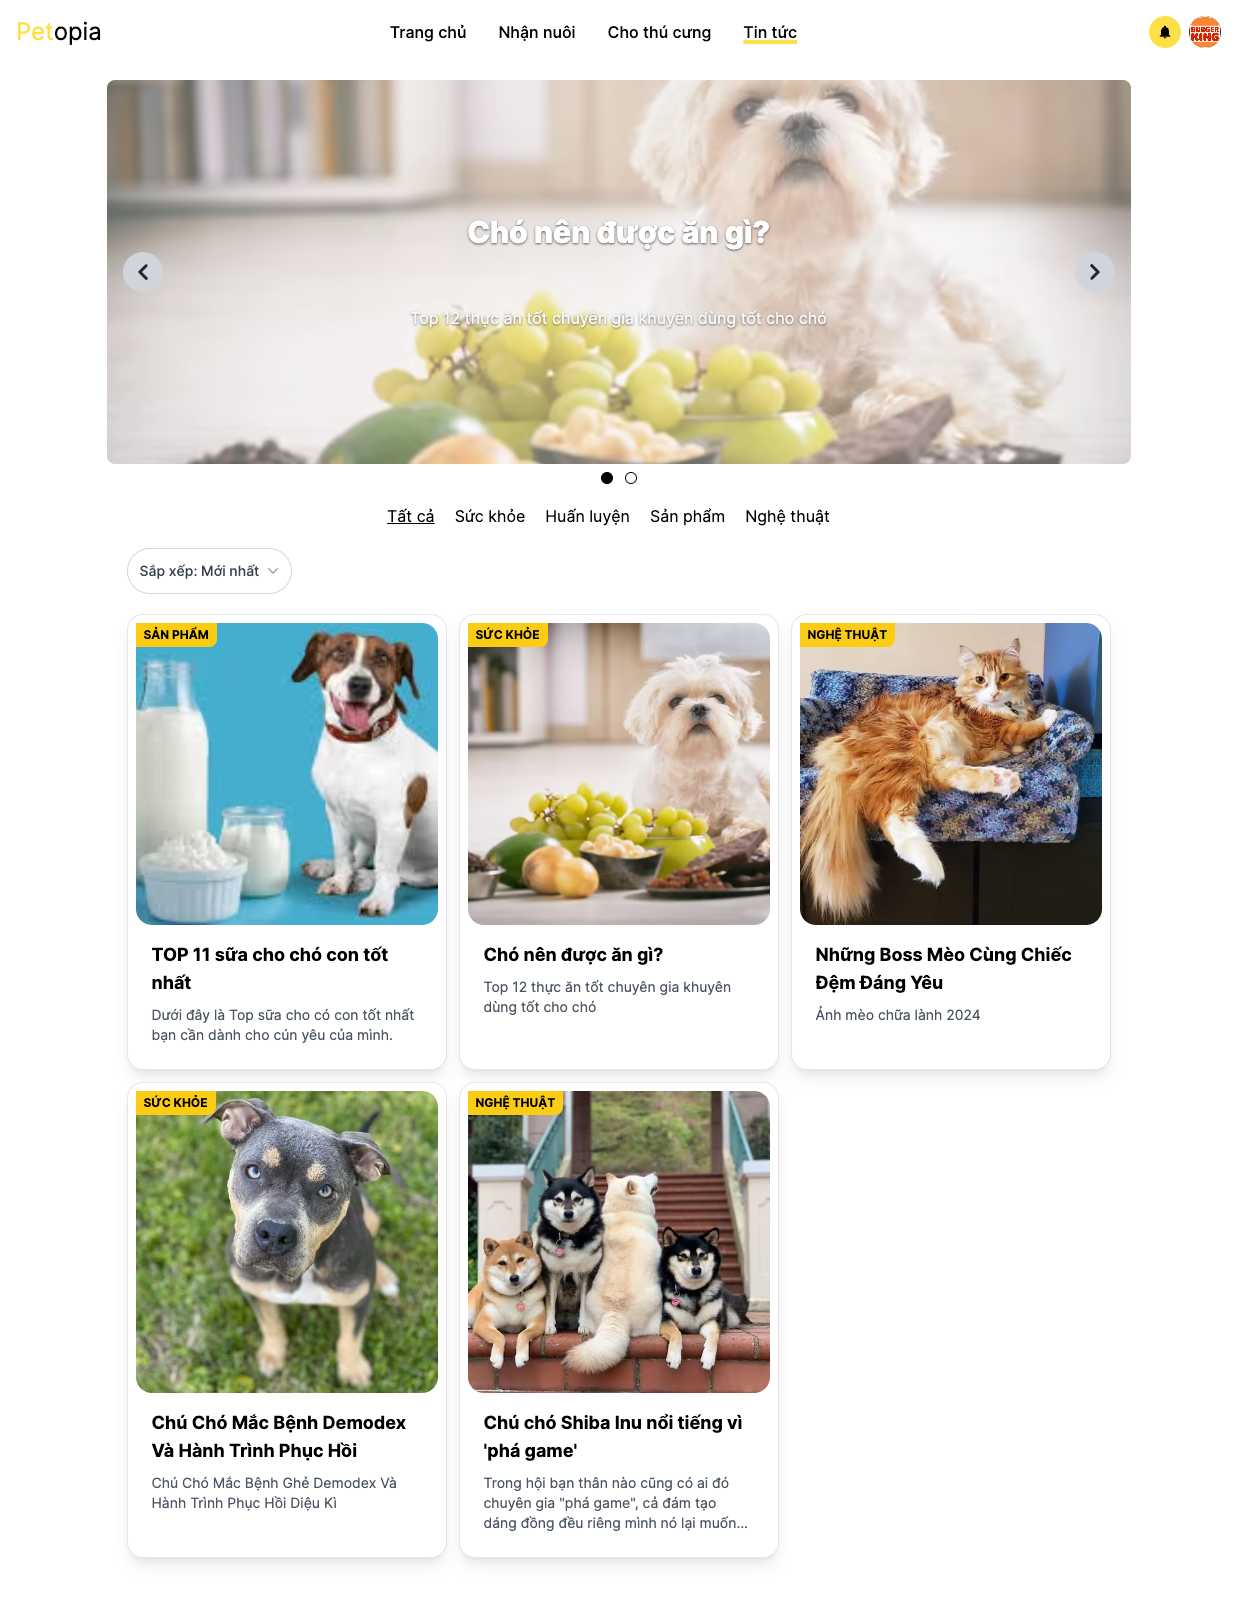 Petopia
Trang chủ
Nhận nuôi
Cho thú cưng
Tin tức
BURGER
KING
Chó nên được ăn gì?
Top 12 thực ăn tốt chuyên gia khuyên dùng tốt cho chó
Tất cả
Sức khỏe
Huấn luyện
Sản phẩm
Nghệ thuật
Sắp xếp: Mới nhất
SẢN PHẨM
TOP 11 sữa cho chó con tốt
nhất
Dưới đây là Top sữa cho có con tốt nhất
bạn cần dành cho cún yêu của mình.
SỨC KHỎE
Chó nên được ăn gì?
Top 12 thực ăn tốt chuyên gia khuyên
dùng tốt cho chó
NGHỆ THUẬT
Những Boss Mèo Cùng Chiếc
Đệm Đáng Yêu
Ảnh mèo chữa lành 2024
SỨC KHỎE
Chú Chó Mắc Bệnh Demodex
Và Hành Trình Phục Hồi
Chú Chó Mắc Bệnh Ghẻ Demodex Và
Hành Trình Phục Hồi Diệu Kì
NGHỆ THUẬT
Chú chó Shiba Inu nổi tiếng vì
'phá game'
Trong hội bạn thân nào cũng có ai đó
chuyên gia "phá game", cả đám tạo
dáng đồng đều riêng mình nó lại muốn...